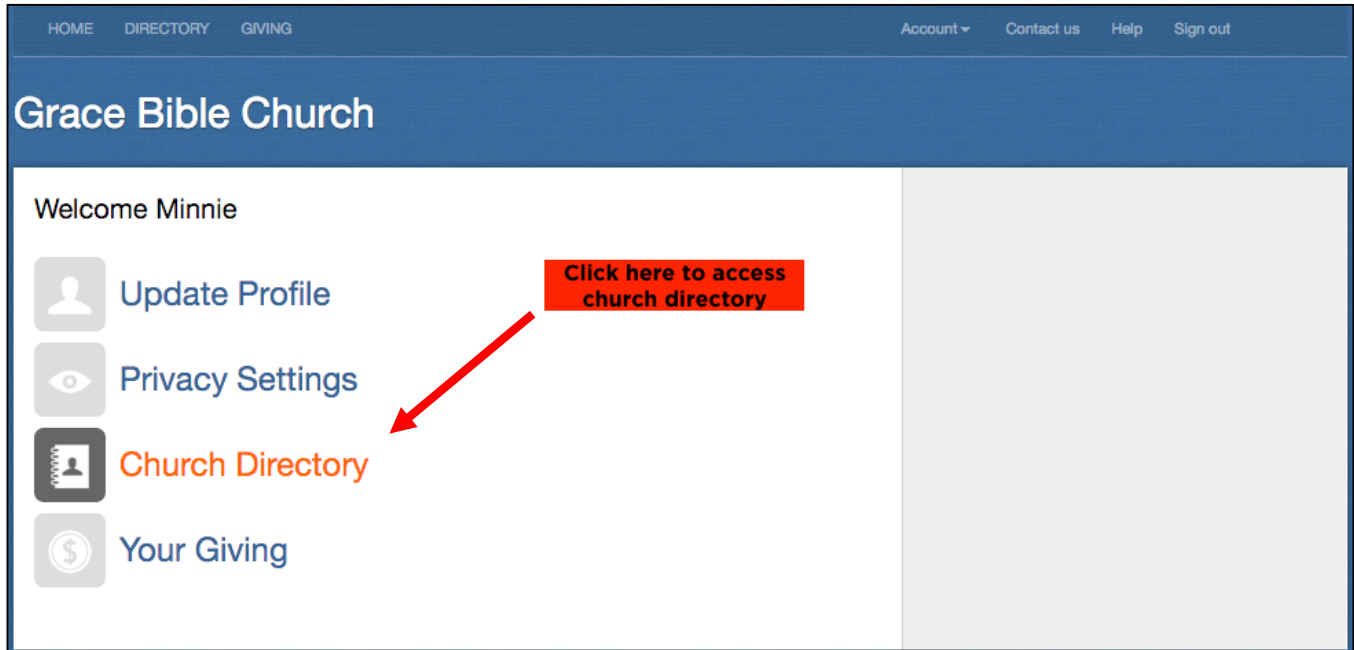 HOME DIRECTORY GIVING Account Contact us Help Sign out
Grace Bible Church
Welcome Minnie
Update Profile
Click here to access
church directory
Privacy Settings
Church Directory
$ Your Giving